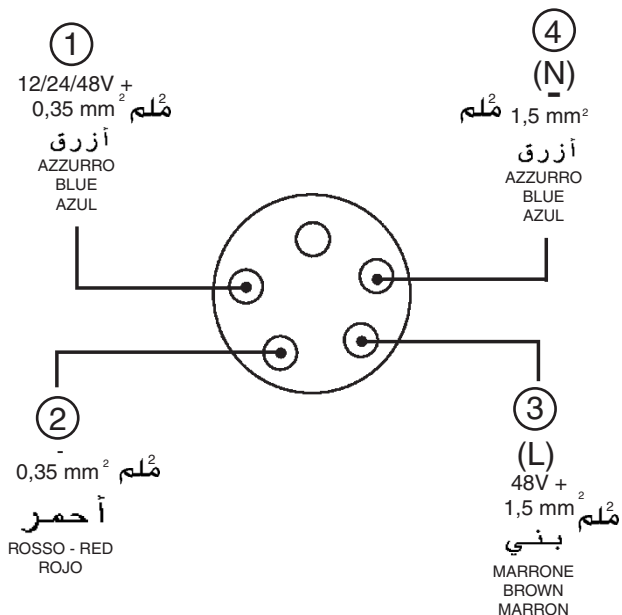 1
12/24/48V +
0,35 mm² ملم²
أزرق
AZZURRO
BLUE
AZUL
4
(N)
-
ملم² 1,5 mm²
أزرق
AZZURRO
BLUE
AZUL
2
-
0,35 mm² ملم²
أحمر
ROSSO - RED
ROJO
3
(L)
48V +
1,5 mm² ملم²
بني
MARRONE
BROWN
MARRON